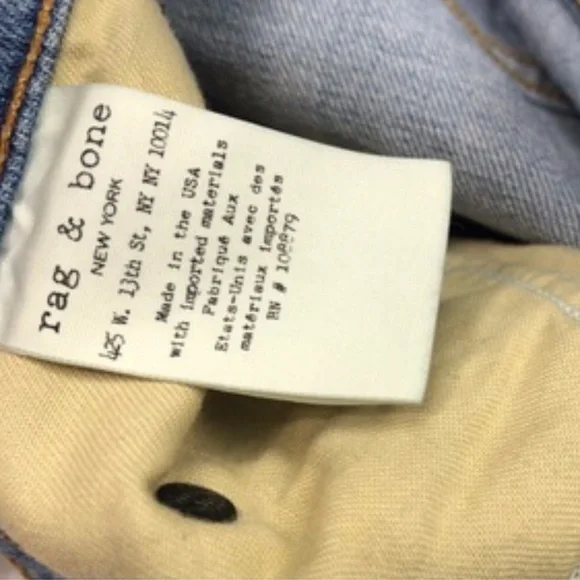 rag & bone
NEW YORK
425 W. 13th St, NY NY 10014
Made in the USA
with imported materials
Fabriqué Aux
Etats-Unis avec des
matériaux importés
RN #